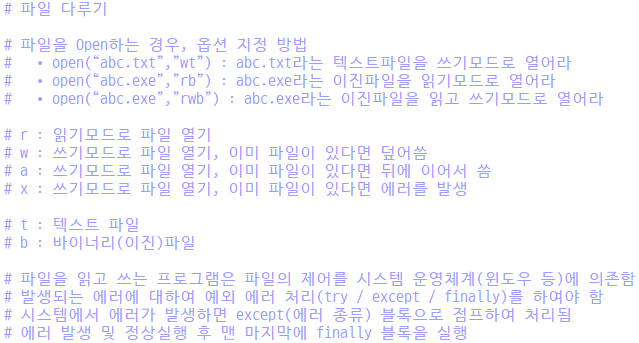 # 파일 다루기
# 파일을 Open하는 경우, 옵션 지정 방법
#   • open(“abc.txt”,”wt”) : abc.txt라는 텍스트파일을 쓰기모드로 열어라
#   • open(“abc.exe”,”rb”) : abc.exe라는 이진파일을 읽기모드로 열어라
#   • open(“abc.exe”,”rwb”) : abc.exe라는 이진파일을 읽고 쓰기모드로 열어라
# r : 읽기모드로 파일 열기
# w : 쓰기모드로 파일 열기, 이미 파일이 있다면 덮어씀
# a : 쓰기모드로 파일 열기, 이미 파일이 있다면 뒤에 이어서 씀
# x : 쓰기모드로 파일 열기, 이미 파일이 있다면 에러를 발생
# t : 텍스트 파일
# b : 바이너리(이진)파일
# 파일을 읽고 쓰는 프로그램은 파일의 제어를 시스템 운영체계(윈도우 등)에 의존함
# 발생되는 에러에 대하여 예외 에러 처리(try / except / finally)를 하여야 함
# 시스템에서 에러가 발생하면 except(에러 종류) 블록으로 점프하여 처리됨
# 에러 발생 및 정상실행 후 맨 마지막에 finally 블록을 실행